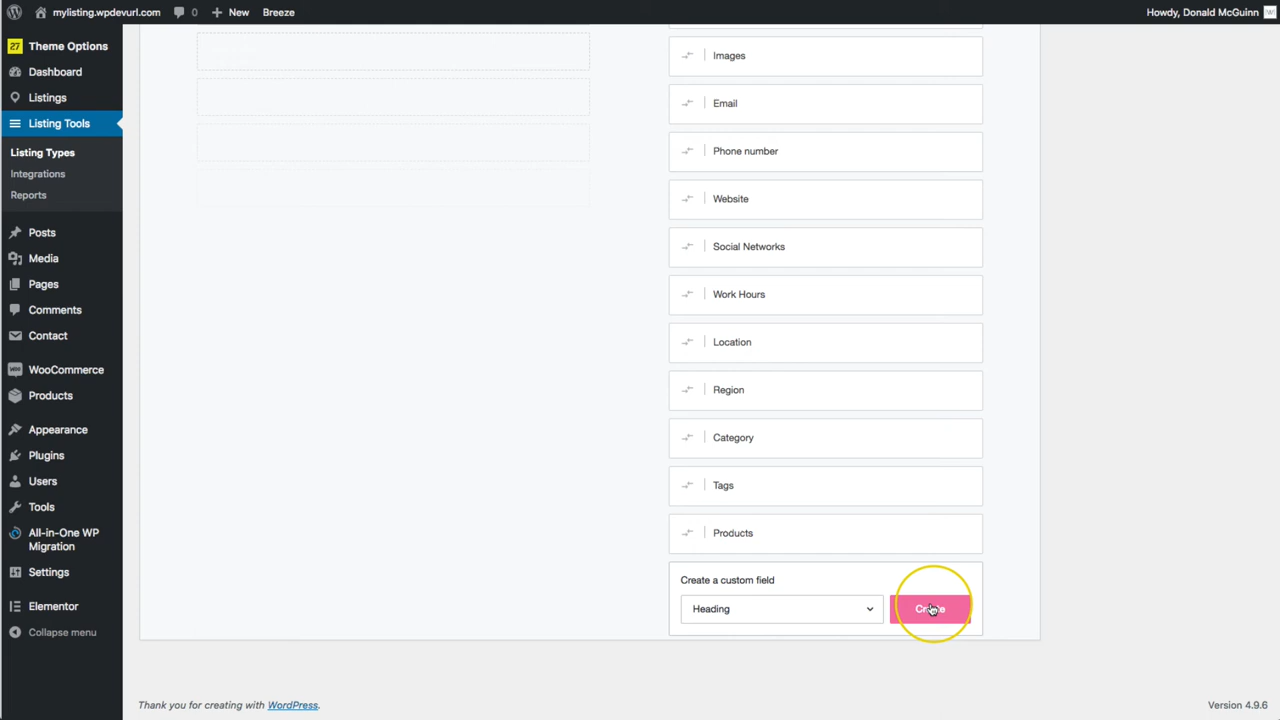 mylisting.wpdevurl.com
0
New
Breeze
Howdy, Donald McGuinn
27 Theme Options
Dashboard
Listings
Listing Tools
Listing Types
Integrations
Reports
Posts
Media
Pages
Comments
Contact
WooCommerce
Products
Appearance
Plugins
Users
Tools
All-in-One WP
Migration
Settings
Elementor
Collapse menu
Images
Email
Phone number
Website
Social Networks
Work Hours
Location
Region
Category
Tags
Products
Create a custom field
Heading
Create
Thank you for creating with WordPress.
Version 4.9.6